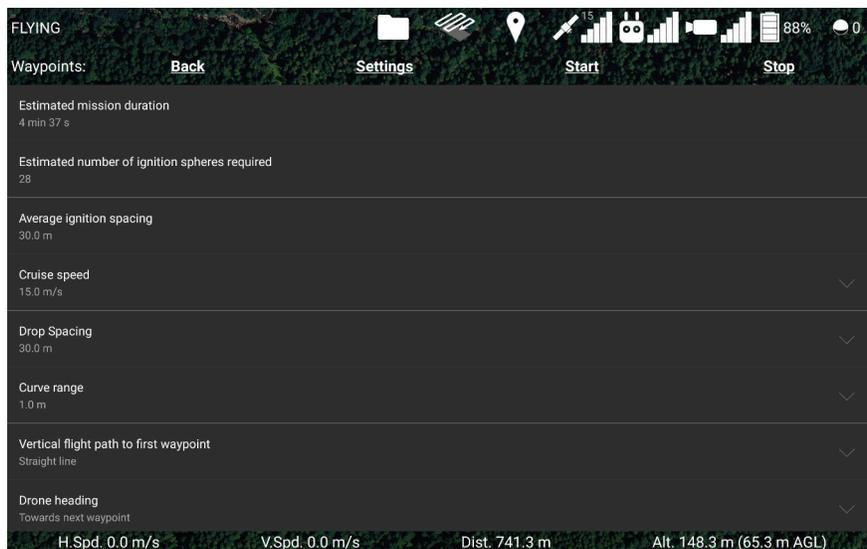 FLYING 15 88% 0
Waypoints: Back Settings Start Stop
Estimated mission duration
4 min 37 s
Estimated number of ignition spheres required
28
Average ignition spacing
30.0 m
Cruise speed
15.0 m/s
Drop Spacing
30.0 m
Curve range
1.0 m
Vertical flight path to first waypoint
Straight line
Drone heading
Towards next waypoint
H.Spd. 0.0 m/s V.Spd. 0.0 m/s Dist. 741.3 m Alt. 148.3 m (65.3 m AGL)